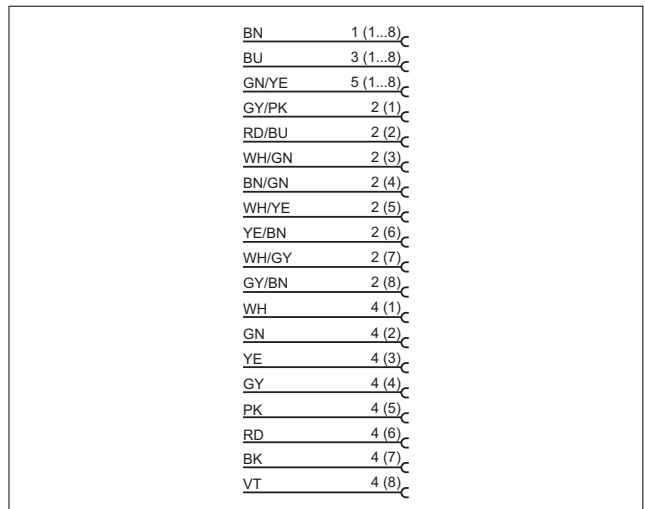 BN 1 (1...8)
BU 3 (1...8)
GN/YE 5 (1...8)
GY/PK 2 (1)
RD/BU 2 (2)
WH/GN 2 (3)
BN/GN 2 (4)
WH/YE 2 (5)
YE/BN 2 (6)
WH/GY 2 (7)
GY/BN 2 (8)
WH 4 (1)
GN 4 (2)
YE 4 (3)
GY 4 (4)
PK 4 (5)
RD 4 (6)
BK 4 (7)
VT 4 (8)